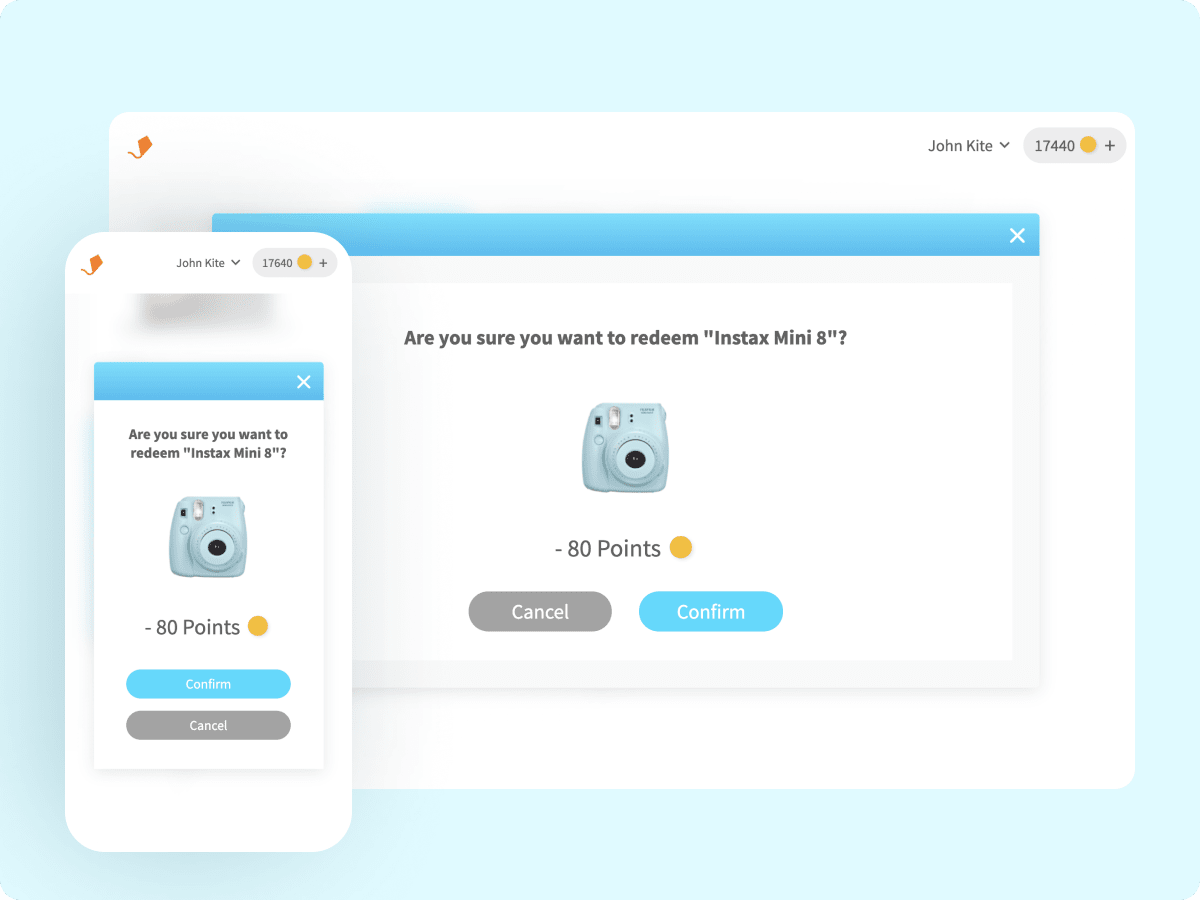 John Kite
17440 +
Are you sure you want to redeem "Instax Mini 8"?
- 80 Points
Cancel
Confirm
John Kite
17640 +
Are you sure you want to
redeem "Instax Mini 8"?
- 80 Points
Confirm
Cancel